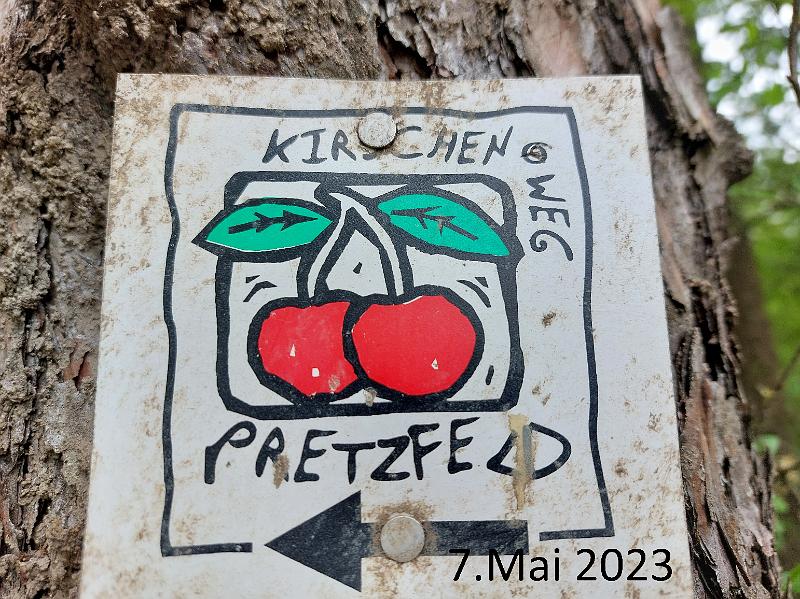 KIRSCHEN
WEG
PRETZFELD
7.Mai 2023